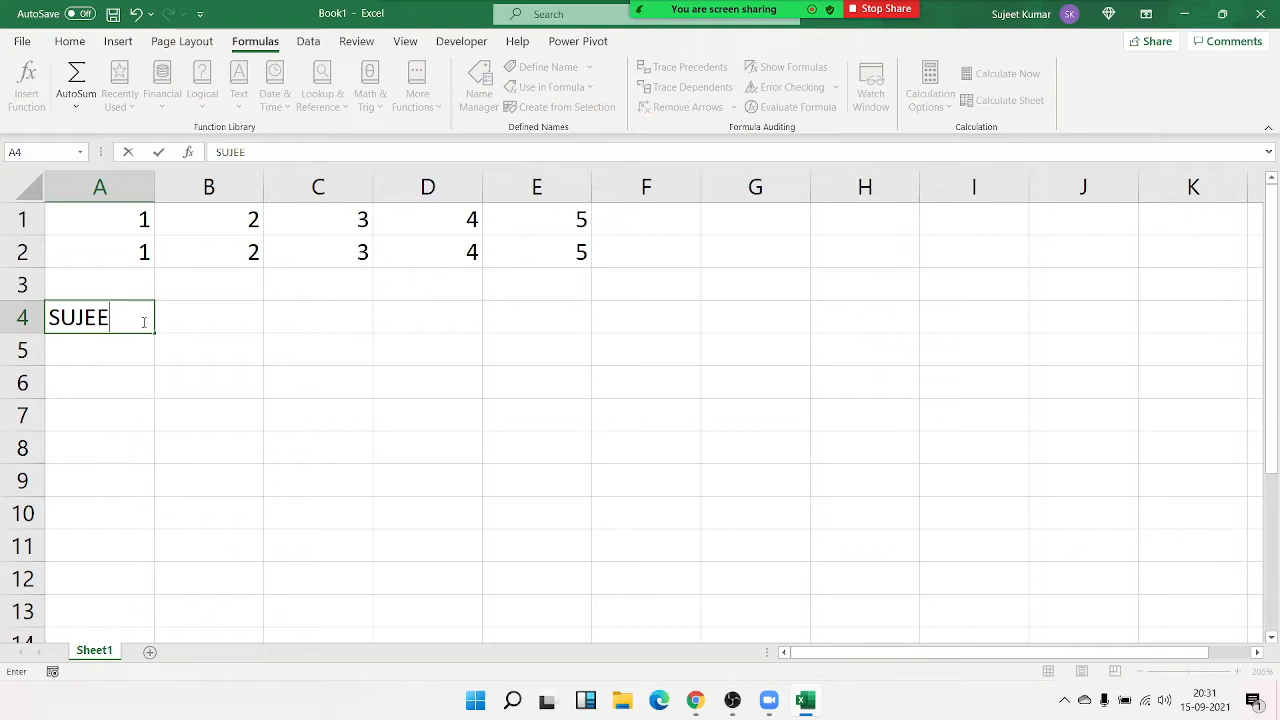 AutoSave Off Book1 - Excel Search You are screen sharing Stop Share Sujeet Kumar SK
File Home Insert Page Layout Formulas Data Review View Developer Help Power Pivot Share Comments
Insert Function
AutoSum
Recently Used
Financial
Logical
Text
Date & Time
Lookup & Reference
Math & Trig
More Functions
Function Library
Name Manager
Define Name
Use in Formula
Create from Selection
Defined Names
Trace Precedents
Trace Dependents
Remove Arrows
Show Formulas
Error Checking
Evaluate Formula
Watch Window
Formula Auditing
Calculation Options
Calculate Now
Calculate Sheet
Calculation
A4 fx SUJEE
A B C D E F G H I J K
1 1 2 3 4 5
2 1 2 3 4 5
3
4 SUJEE
5
6
7
8
9
10
11
12
13
14
Sheet1
Enter 205%
20:31
15-09-2021